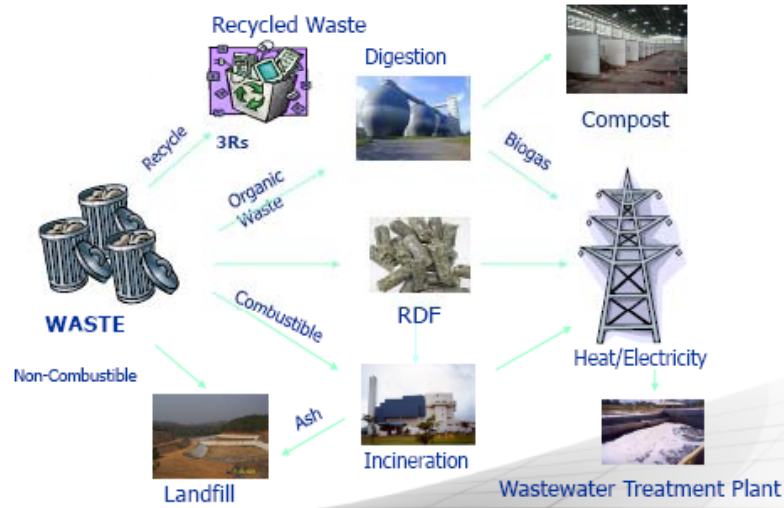 Recycled Waste
Digestion
Compost
Recycle
3Rs
Biogas
Organic
Waste
WASTE
RDF
Combustible
Heat/Electricity
Non-Combustible
Ash
Landfill
Incineration
Wastewater Treatment Plant